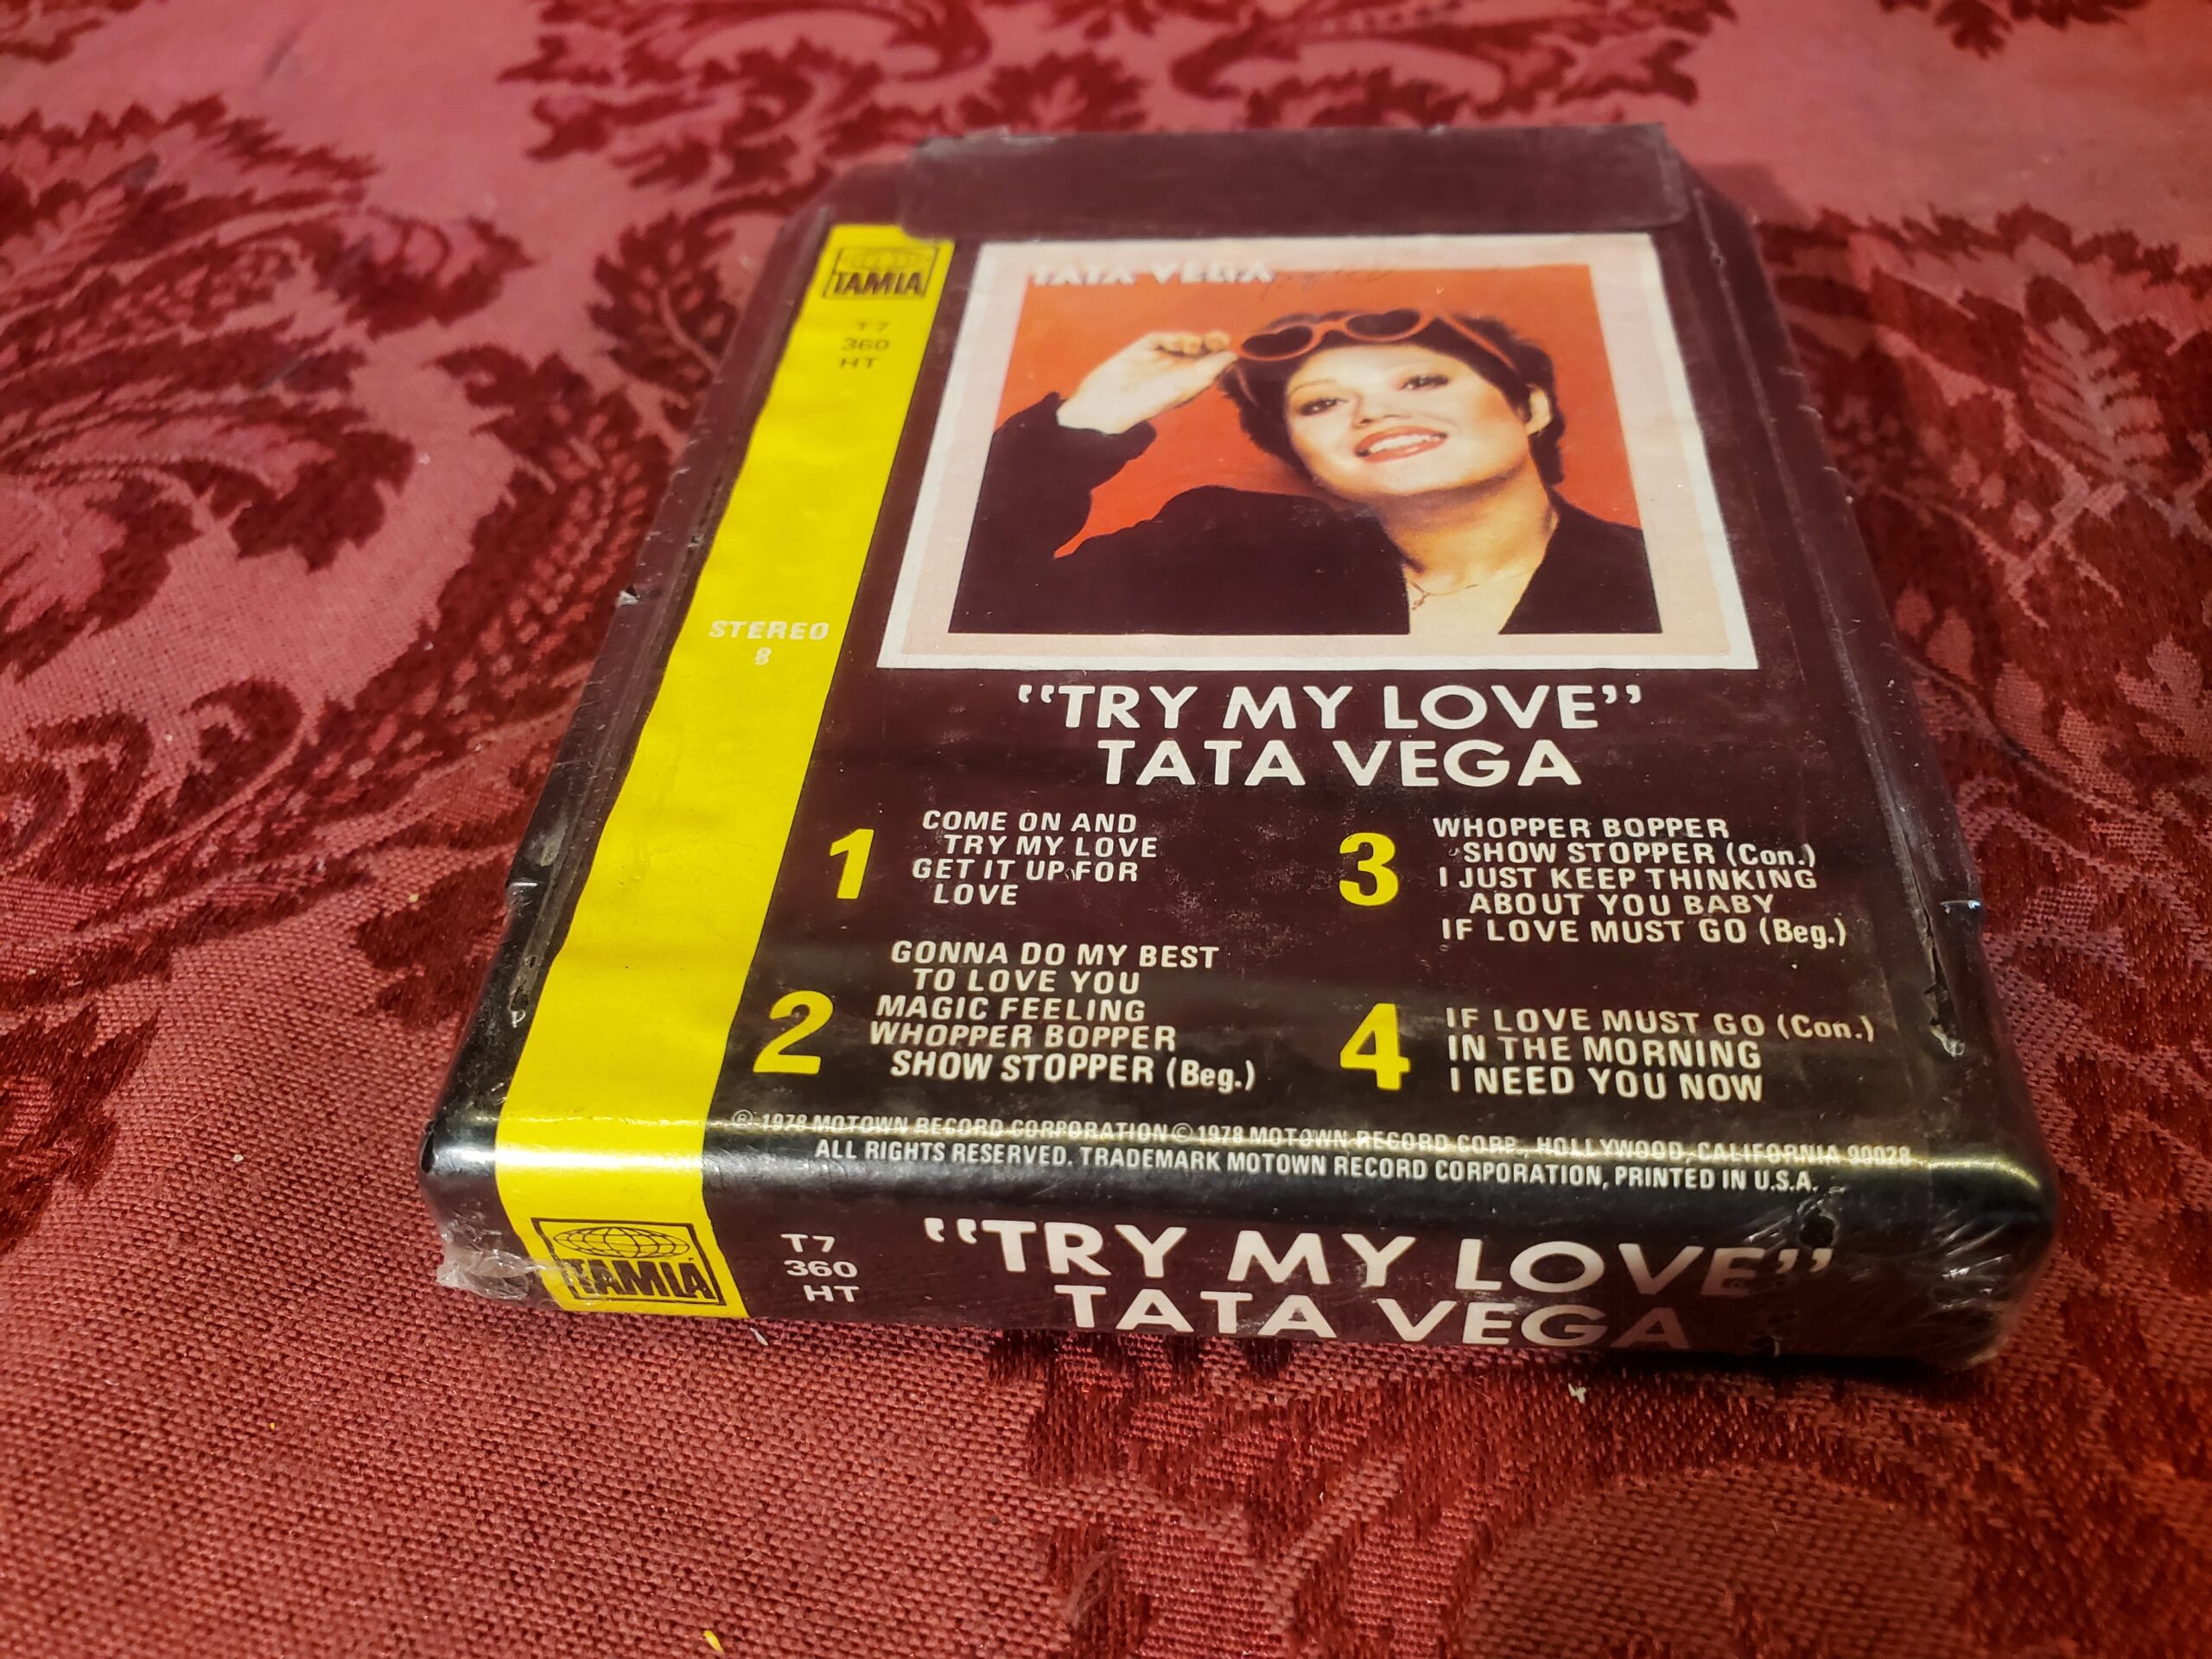 TAMLA
T7
360
HT
STEREO
8
TATA VEGA
"TRY MY LOVE"
TATA VEGA
1
COME ON AND
TRY MY LOVE
GET IT UP FOR
LOVE
2
GONNA DO MY BEST
TO LOVE YOU
MAGIC FEELING
WHOPPER BOPPER
SHOW STOPPER (Beg.)
3
WHOPPER BOPPER
SHOW STOPPER (Con.)
I JUST KEEP THINKING
ABOUT YOU BABY
IF LOVE MUST GO (Beg.)
4
IF LOVE MUST GO (Con.)
IN THE MORNING
I NEED YOU NOW
℗ 1978 MOTOWN RECORD CORPORATION © 1978 MOTOWN RECORD CORP., HOLLYWOOD, CALIFORNIA 90028
ALL RIGHTS RESERVED. TRADEMARK MOTOWN RECORD CORPORATION, PRINTED IN U.S.A.
TAMLA
T7
360
HT
"TRY MY LOVE"
TATA VEGA